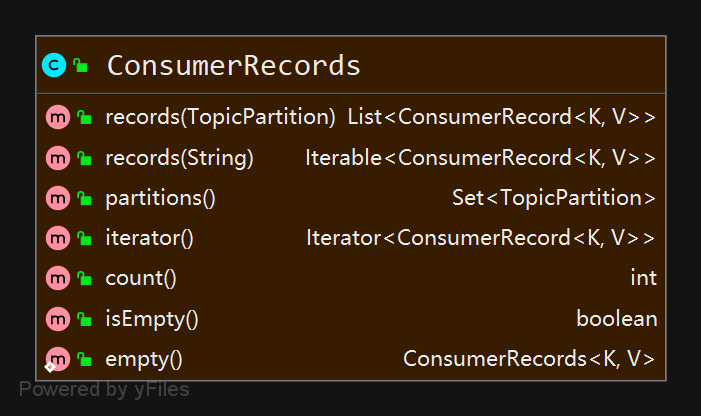 C ConsumerRecords
m records(TopicPartition) List<ConsumerRecord<K, V>>
m records(String) Iterable<ConsumerRecord<K, V>>
m partitions() Set<TopicPartition>
m iterator() Iterator<ConsumerRecord<K, V>>
m count() int
m isEmpty() boolean
m empty() ConsumerRecords<K, V>
Powered by yFiles